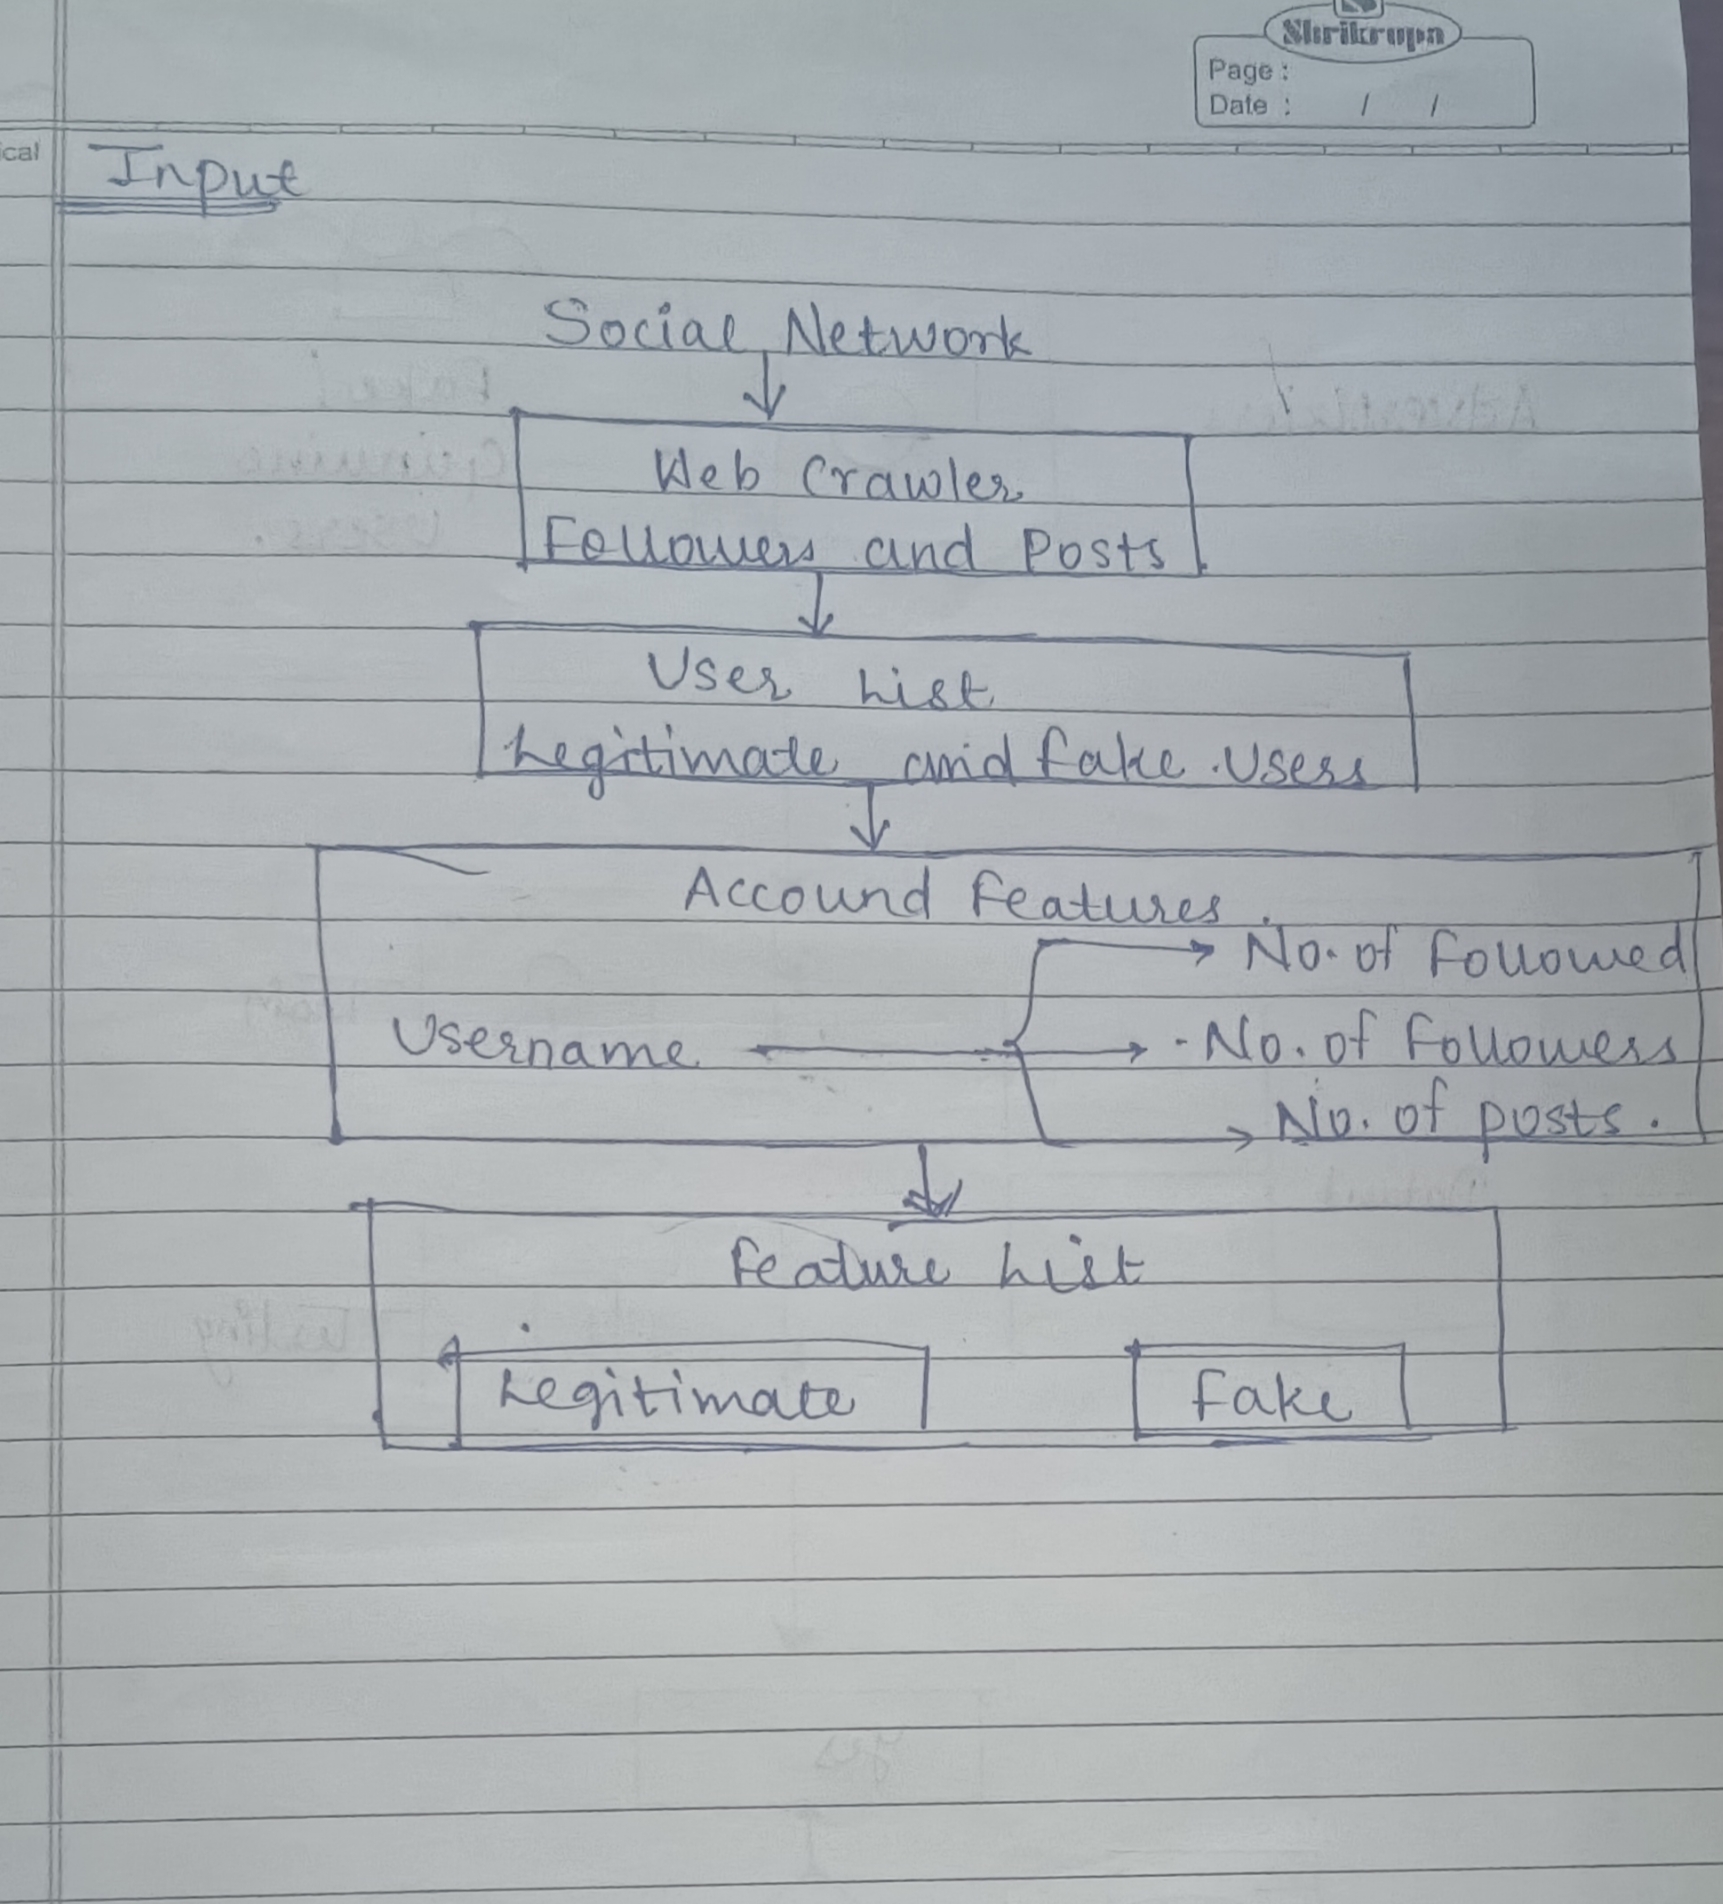 Shrikrupa
Page :
Date : / /
ical
Input
Social Network
Web Crawler
Followers and Posts
User List
Legitimate and fake Users
Accound Features
No. of Followed
Username
No. of Followers
No. of posts.
Feature List
Legitimate
Fake